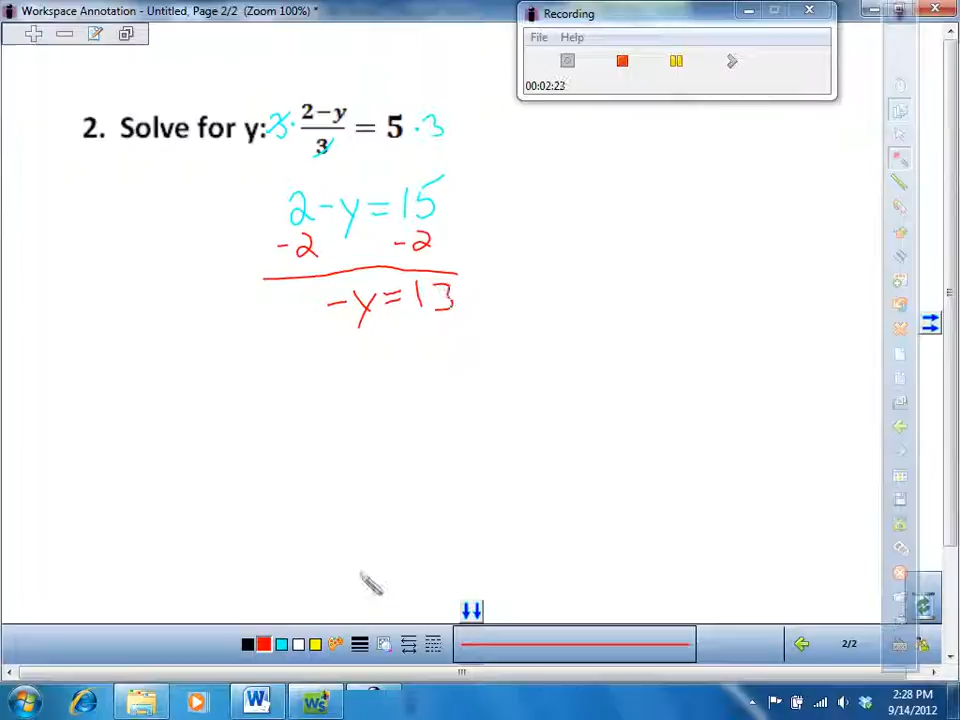 Workspace Annotation - Untitled, Page 2/2 (Zoom 100%) *
Recording
File Help
00:02:23
2. Solve for y: 3 · 2−y/3 = 5 · 3
2 - y = 15
-2 -2
-y = 13
2/2
2:28 PM
9/14/2012